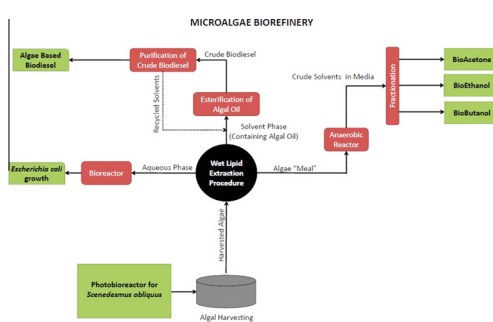 MICROALGAE BIOREFINERY
Algae Based
Biodiesel
Purification of
Crude Biodiesel
Crude Biodiesel
Recycled Solvents
Esterification of
Algal Oil
Solvent Phase
(Containing Algal Oil)
Crude Solvents in Media
Fractionation
BioAcetone
BioEthanol
BioButanol
Anaerobic
Reactor
Escherichia coli
growth
Bioreactor
Aqueous Phase
Wet Lipid
Extraction
Procedure
Algae "Meal"
Harvested Algae
Photobioreactor for
Scenedesmus obliquus
Algal Harvesting